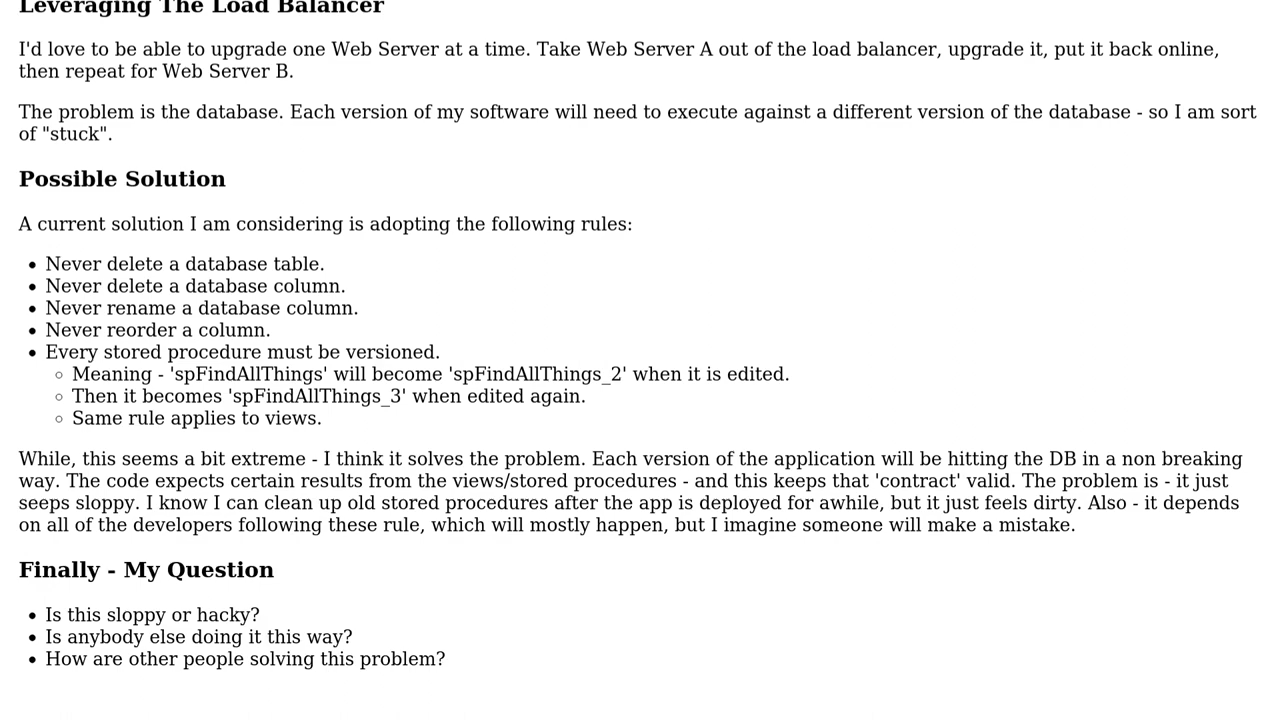 Leveraging The Load Balancer
I'd love to be able to upgrade one Web Server at a time. Take Web Server A out of the load balancer, upgrade it, put it back online,
then repeat for Web Server B.
The problem is the database. Each version of my software will need to execute against a different version of the database - so I am sort
of "stuck".
Possible Solution
A current solution I am considering is adopting the following rules:
• Never delete a database table.
• Never delete a database column.
• Never rename a database column.
• Never reorder a column.
• Every stored procedure must be versioned.
◦ Meaning - 'spFindAllThings' will become 'spFindAllThings_2' when it is edited.
◦ Then it becomes 'spFindAllThings_3' when edited again.
◦ Same rule applies to views.
While, this seems a bit extreme - I think it solves the problem. Each version of the application will be hitting the DB in a non breaking
way. The code expects certain results from the views/stored procedures - and this keeps that 'contract' valid. The problem is - it just
seeps sloppy. I know I can clean up old stored procedures after the app is deployed for awhile, but it just feels dirty. Also - it depends
on all of the developers following these rule, which will mostly happen, but I imagine someone will make a mistake.
Finally - My Question
• Is this sloppy or hacky?
• Is anybody else doing it this way?
• How are other people solving this problem?